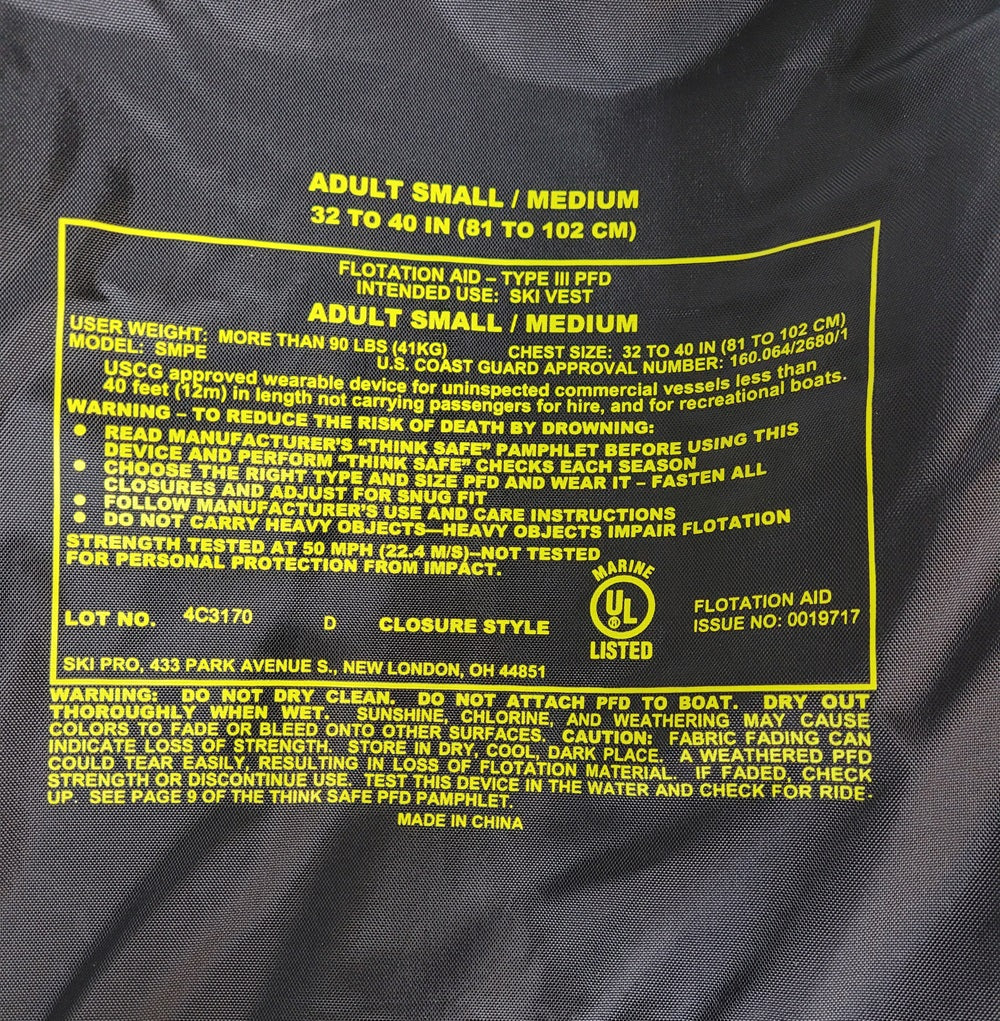 ADULT SMALL / MEDIUM
32 TO 40 IN (81 TO 102 CM)
FLOTATION AID – TYPE III PFD
INTENDED USE: SKI VEST
ADULT SMALL / MEDIUM
USER WEIGHT: MORE THAN 90 LBS (41KG) CHEST SIZE: 32 TO 40 IN (81 TO 102 CM)
MODEL: SMPE U.S. COAST GUARD APPROVAL NUMBER: 160.064/2680/1
USCG approved wearable device for uninspected commercial vessels less than
40 feet (12m) in length not carrying passengers for hire, and for recreational boats.
WARNING – TO REDUCE THE RISK OF DEATH BY DROWNING:
• READ MANUFACTURER'S "THINK SAFE" PAMPHLET BEFORE USING THIS
DEVICE AND PERFORM "THINK SAFE" CHECKS EACH SEASON
• CHOOSE THE RIGHT TYPE AND SIZE PFD AND WEAR IT – FASTEN ALL
CLOSURES AND ADJUST FOR SNUG FIT
• FOLLOW MANUFACTURER'S USE AND CARE INSTRUCTIONS
• DO NOT CARRY HEAVY OBJECTS—HEAVY OBJECTS IMPAIR FLOTATION
STRENGTH TESTED AT 50 MPH (22.4 M/S)–NOT TESTED
FOR PERSONAL PROTECTION FROM IMPACT.
MARINE
UL ®
LISTED
FLOTATION AID
ISSUE NO: 0019717
LOT NO. 4C3170 D CLOSURE STYLE
SKI PRO, 433 PARK AVENUE S., NEW LONDON, OH 44851
WARNING: DO NOT DRY CLEAN. DO NOT ATTACH PFD TO BOAT. DRY OUT
THOROUGHLY WHEN WET. SUNSHINE, CHLORINE, AND WEATHERING MAY CAUSE
COLORS TO FADE OR BLEED ONTO OTHER SURFACES. CAUTION: FABRIC FADING CAN
INDICATE LOSS OF STRENGTH. STORE IN DRY, COOL, DARK PLACE. A WEATHERED PFD
COULD TEAR EASILY, RESULTING IN LOSS OF FLOTATION MATERIAL. IF FADED, CHECK
STRENGTH OR DISCONTINUE USE. TEST THIS DEVICE IN THE WATER AND CHECK FOR RIDE-
UP. SEE PAGE 9 OF THE THINK SAFE PFD PAMPHLET.
MADE IN CHINA